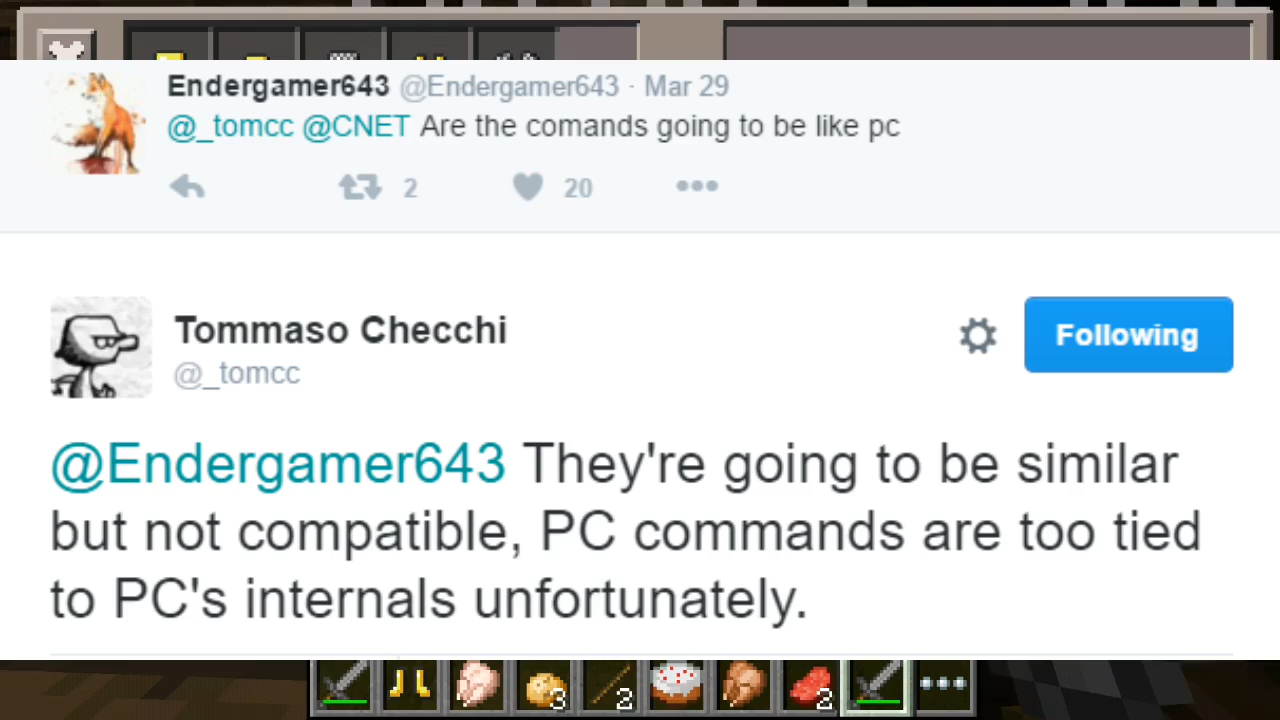 Endergamer643 @Endergamer643 · Mar 29
@_tomcc @CNET Are the comands going to be like pc
2 20 •••
Tommaso Checchi
Following
@_tomcc
@Endergamer643 They're going to be similar
but not compatible, PC commands are too tied
to PC's internals unfortunately.
3 2 2